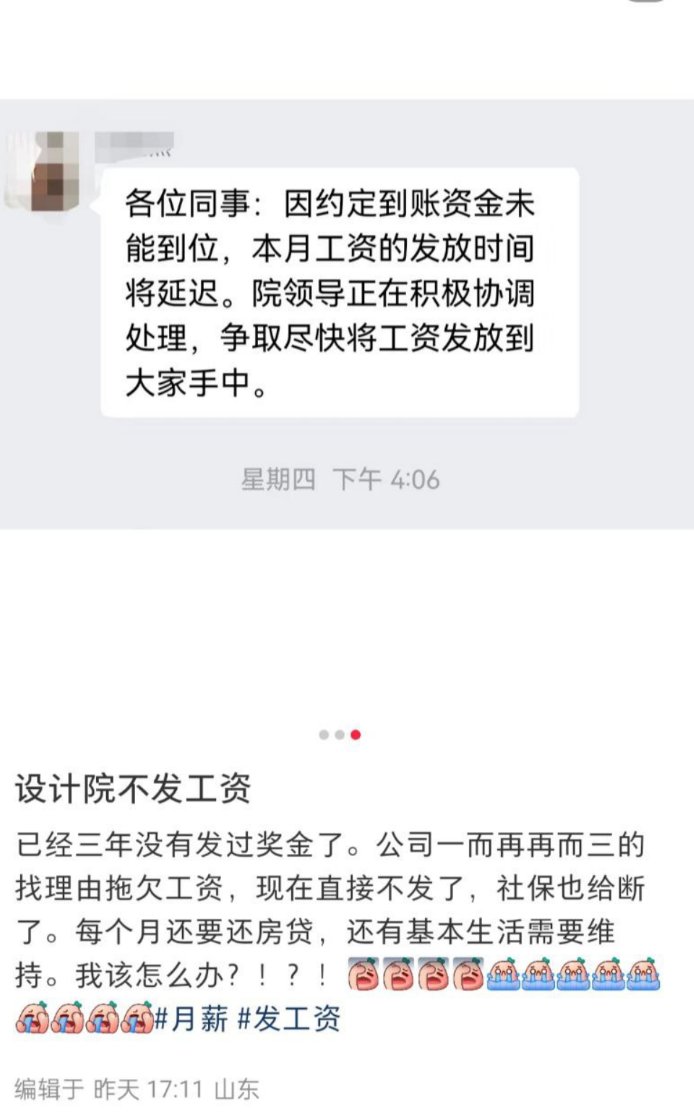 各位同事：因约定到账资金未
能到位，本月工资的发放时间
将延迟。院领导正在积极协调
处理，争取尽快将工资发放到
大家手中。
星期四 下午 4:06
设计院不发工资
已经三年没有发过奖金了。公司一而再再而三的
找理由拖欠工资，现在直接不发了，社保也给断
了。每个月还要还房贷，还有基本生活需要维
持。我该怎么办？！？！
#月薪 #发工资
编辑于 昨天 17:11 山东